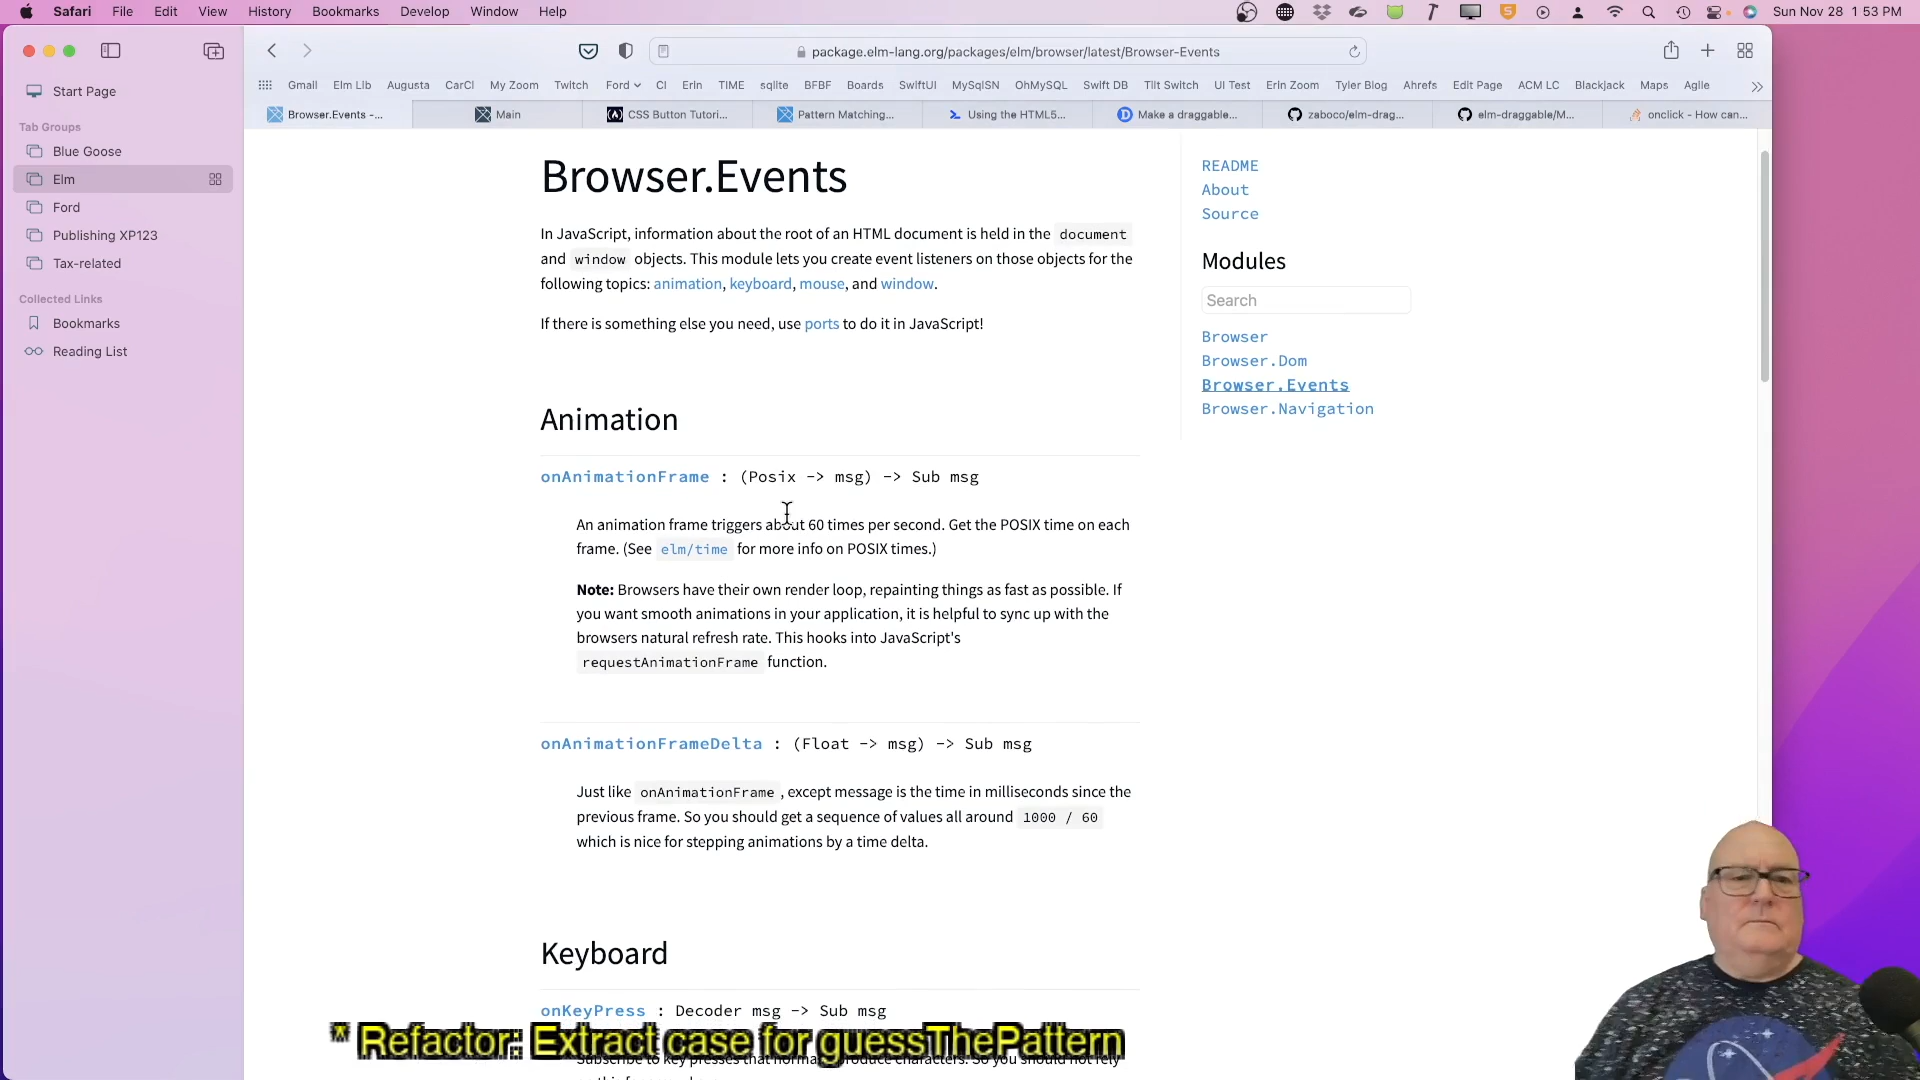 Safari File Edit View History Bookmarks Develop Window Help Sun Nov 28 1 53 PM
package.elm-lang.org/packages/elm/browser/latest/Browser-Events
Gmail Elm LIb Augusta CarCI My Zoom Twitch Ford CI ErIn TIME sqlite BFBF Boards SwiftUI MySqlSN OhMySQL Swift DB Tilt Switch UI Test ErIn Zoom Tyler Blog Ahrefs Edit Page ACM LC Blackjack Maps Agile
Browser.Events -... Main CSS Button Tutori... Pattern Matching... Using the HTML5... Make a draggable... zaboco/elm-drag... elm-draggable/M... onclick - How can...
Start Page
Tab Groups
Blue Goose
Elm
Ford
Publishing XP123
Tax-related
Collected Links
Bookmarks
Reading List
Browser.Events
In JavaScript, information about the root of an HTML document is held in the document
and window objects. This module lets you create event listeners on those objects for the
following topics: animation, keyboard, mouse, and window.
If there is something else you need, use ports to do it in JavaScript!
Animation
onAnimationFrame : (Posix -> msg) -> Sub msg
An animation frame triggers about 60 times per second. Get the POSIX time on each
frame. (See elm/time for more info on POSIX times.)
Note: Browsers have their own render loop, repainting things as fast as possible. If
you want smooth animations in your application, it is helpful to sync up with the
browsers natural refresh rate. This hooks into JavaScript's
requestAnimationFrame function.
onAnimationFrameDelta : (Float -> msg) -> Sub msg
Just like onAnimationFrame, except message is the time in milliseconds since the
previous frame. So you should get a sequence of values all around 1000 / 60
which is nice for stepping animations by a time delta.
Keyboard
onKeyPress : Decoder msg -> Sub msg
* Refactor: Extract case for guessThePattern
Subscribe to key presses that So you should not rely
README
About
Source
Modules
Search
Browser
Browser.Dom
Browser.Events
Browser.Navigation